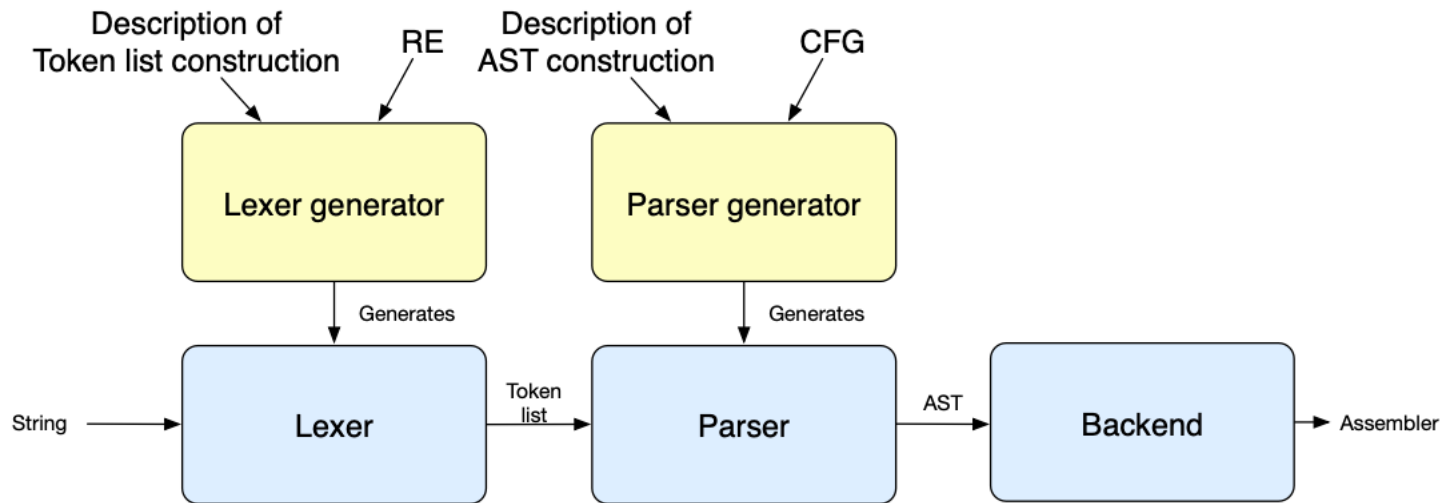 Description of
Token list construction
RE
Description of
AST construction
CFG
Lexer generator
Parser generator
Generates
Generates
String
Lexer
Token
list
Parser
AST
Backend
Assembler